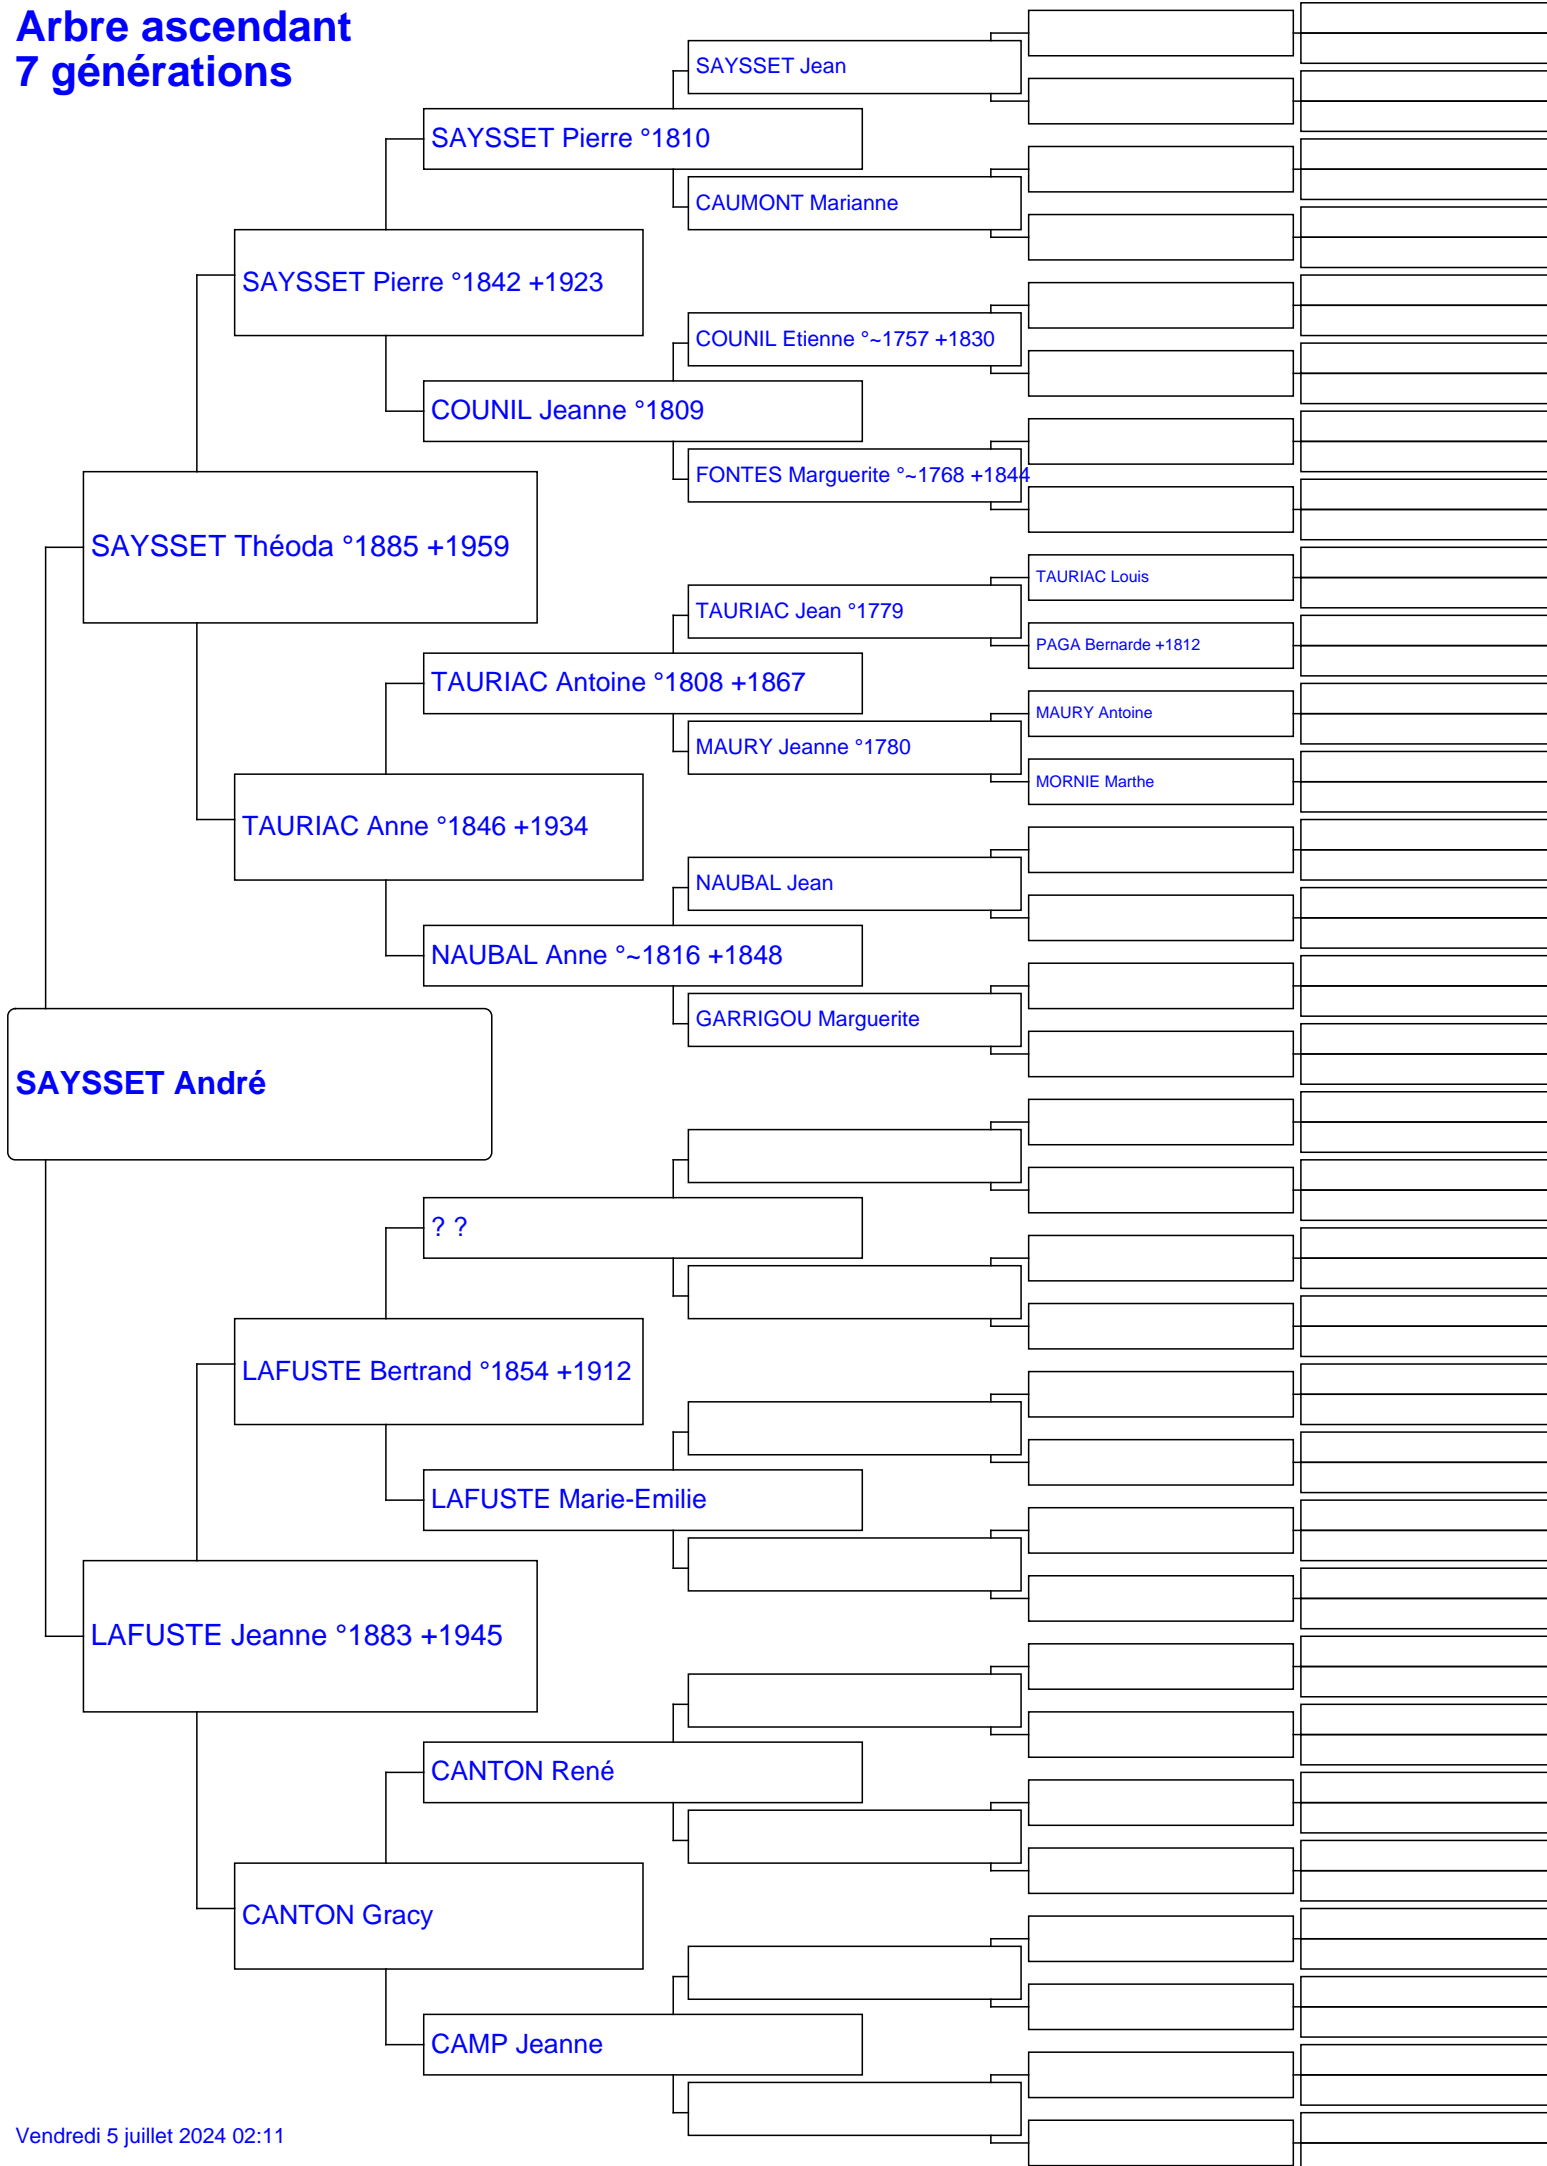 Arbre ascendant
7 générations
SAYSSET Jean
SAYSSET Pierre °1810
CAUMONT Marianne
SAYSSET Pierre °1842 +1923
COUNIL Etienne °~1757 +1830
COUNIL Jeanne °1809
FONTES Marguerite °~1768 +1844
SAYSSET Théoda °1885 +1959
TAURIAC Louis
TAURIAC Jean °1779
PAGA Bernarde +1812
TAURIAC Antoine °1808 +1867
MAURY Antoine
MAURY Jeanne °1780
MORNIE Marthe
TAURIAC Anne °1846 +1934
NAUBAL Jean
NAUBAL Anne °~1816 +1848
GARRIGOU Marguerite
SAYSSET André
? ?
LAFUSTE Bertrand °1854 +1912
LAFUSTE Marie-Emilie
LAFUSTE Jeanne °1883 +1945
CANTON René
CANTON Gracy
CAMP Jeanne
Vendredi 5 juillet 2024 02:11